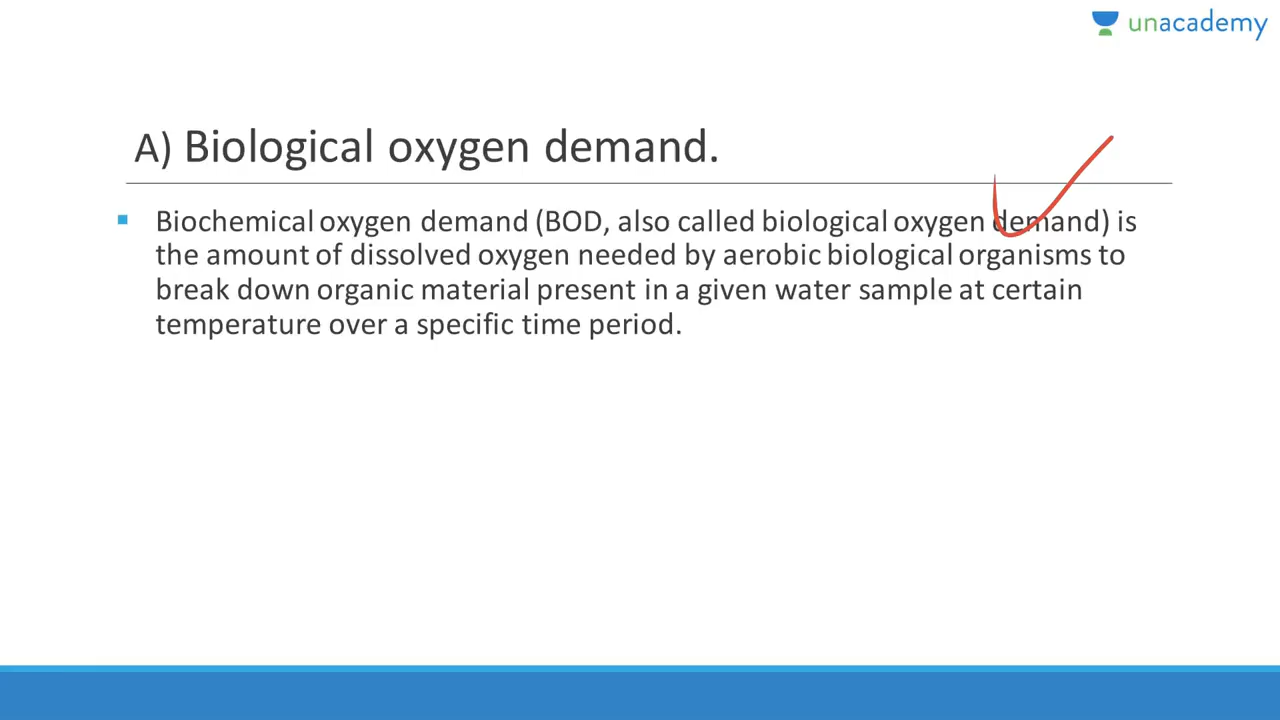 unacademy
A) Biological oxygen demand.
▪ Biochemical oxygen demand (BOD, also called biological oxygen demand) is
the amount of dissolved oxygen needed by aerobic biological organisms to
break down organic material present in a given water sample at certain
temperature over a specific time period.